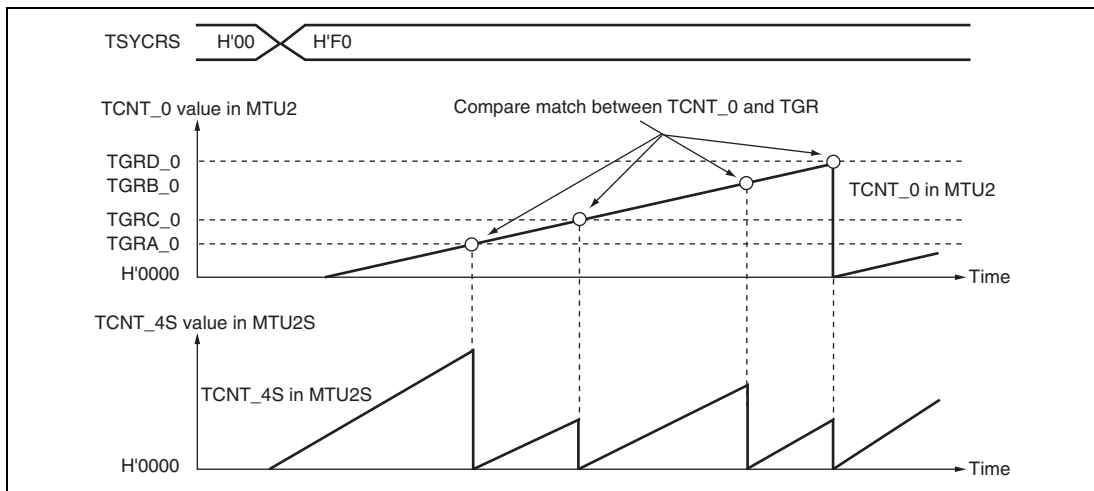 TSYCRS H'00 H'F0
TCNT_0 value in MTU2
Compare match between TCNT_0 and TGR
TGRD_0
TGRB_0
TCNT_0 in MTU2
TGRC_0
TGRA_0
H'0000
Time
TCNT_4S value in MTU2S
TCNT_4S in MTU2S
H'0000
Time